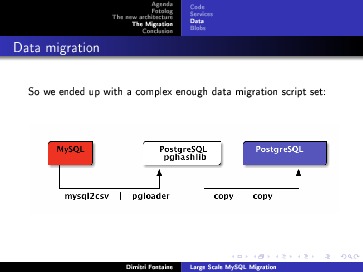 Agenda
Fotolog
The new architecture
The Migration
Conclusion
Code
Services
Data
Blobs
Data migration
So we ended up with a complex enough data migration script set:
MySQL
PostgreSQL
pghashlib
PostgreSQL
mysql2csv | pgloader
copy copy
Dimitri Fontaine
Large Scale MySQL Migration